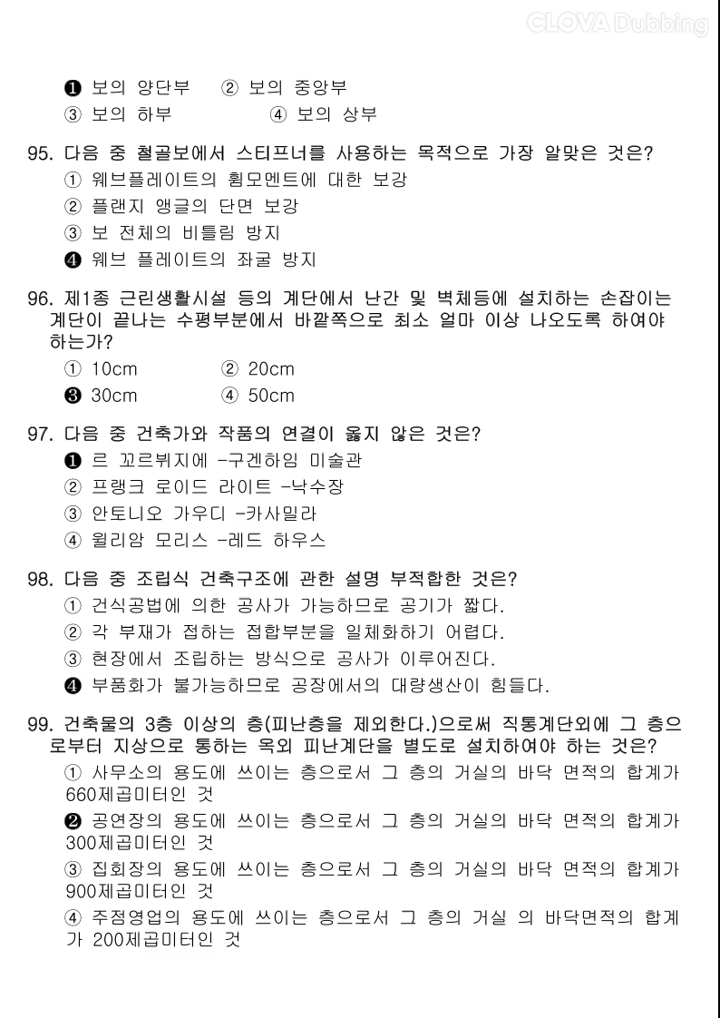 CLOVA Dubbing
❶ 보의 양단부 ② 보의 중앙부
③ 보의 하부 ④ 보의 상부
95. 다음 중 철골보에서 스티프너를 사용하는 목적으로 가장 알맞은 것은?
① 웨브플레이트의 휨모멘트에 대한 보강
② 플랜지 앵글의 단면 보강
③ 보 전체의 비틀림 방지
❹ 웨브 플레이트의 좌굴 방지
96. 제1종 근린생활시설 등의 계단에서 난간 및 벽체등에 설치하는 손잡이는
계단이 끝나는 수평부분에서 바깥쪽으로 최소 얼마 이상 나오도록 하여야
하는가?
① 10cm ② 20cm
❸ 30cm ④ 50cm
97. 다음 중 건축가와 작품의 연결이 옳지 않은 것은?
❶ 르 꼬르뷔지에 –구겐하임 미술관
② 프랭크 로이드 라이트 –낙수장
③ 안토니오 가우디 –카사밀라
④ 윌리암 모리스 –레드 하우스
98. 다음 중 조립식 건축구조에 관한 설명 부적합한 것은?
① 건식공법에 의한 공사가 가능하므로 공기가 짧다.
② 각 부재가 접하는 접합부분을 일체화하기 어렵다.
③ 현장에서 조립하는 방식으로 공사가 이루어진다.
❹ 부품화가 불가능하므로 공장에서의 대량생산이 힘들다.
99. 건축물의 3층 이상의 층(피난층을 제외한다.)으로써 직통계단외에 그 층으
로부터 지상으로 통하는 옥외 피난계단을 별도로 설치하여야 하는 것은?
① 사무소의 용도에 쓰이는 층으로서 그 층의 거실의 바닥 면적의 합계가
660제곱미터인 것
❷ 공연장의 용도에 쓰이는 층으로서 그 층의 거실의 바닥 면적의 합계가
300제곱미터인 것
③ 집회장의 용도에 쓰이는 층으로서 그 층의 거실의 바닥 면적의 합계가
900제곱미터인 것
④ 주점영업의 용도에 쓰이는 층으로서 그 층의 거실 의 바닥면적의 합계
가 200제곱미터인 것